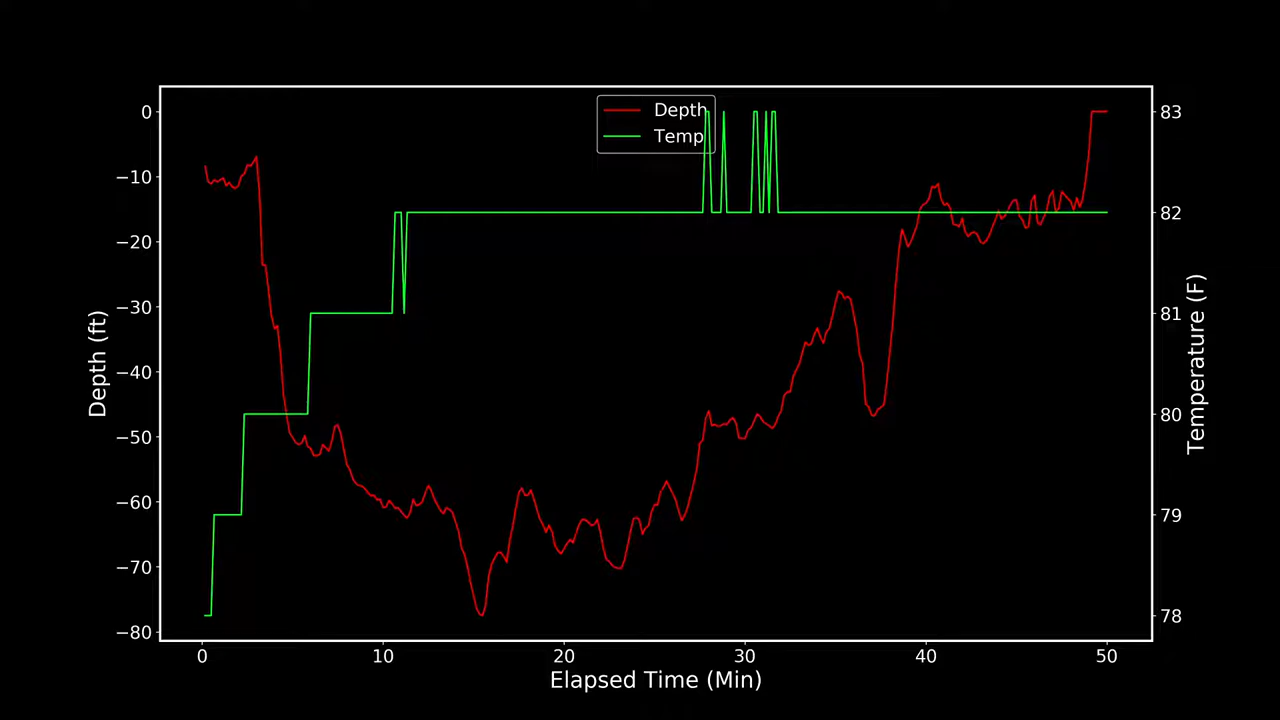 Depth
Temp
0
−10
−20
−30
−40
−50
−60
−70
−80
Depth (ft)
83
82
81
80
79
78
Temperature (F)
0 10 20 30 40 50
Elapsed Time (Min)